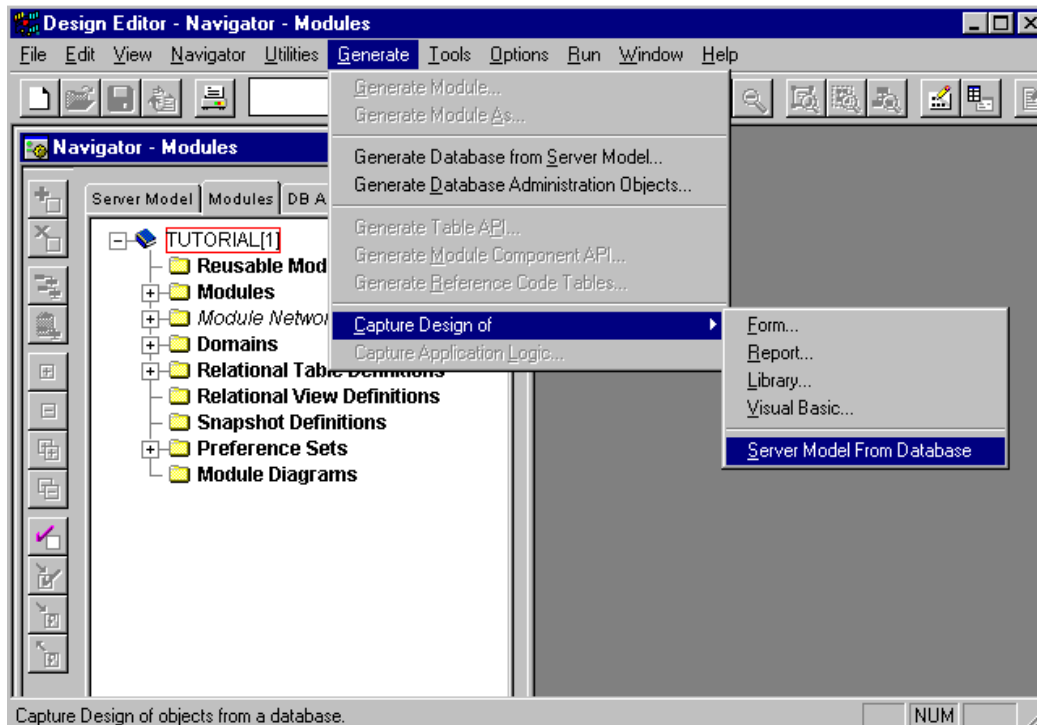 Design Editor - Navigator - Modules
File Edit View Navigator Utilities Generate Tools Options Run Window Help
Generate Module...
Generate Module As...
Generate Database from Server Model...
Generate Database Administration Objects...
Generate Table API...
Generate Module Component API...
Generate Reference Code Tables...
Capture Design of
Capture Application Logic...
Form...
Report...
Library...
Visual Basic...
Server Model From Database
Navigator - Modules
Server Model Modules DB A
TUTORIAL[1]
Reusable Mod
Modules
Module Networ
Domains
Relational Table Definitions
Relational View Definitions
Snapshot Definitions
Preference Sets
Module Diagrams
Capture Design of objects from a database.
NUM